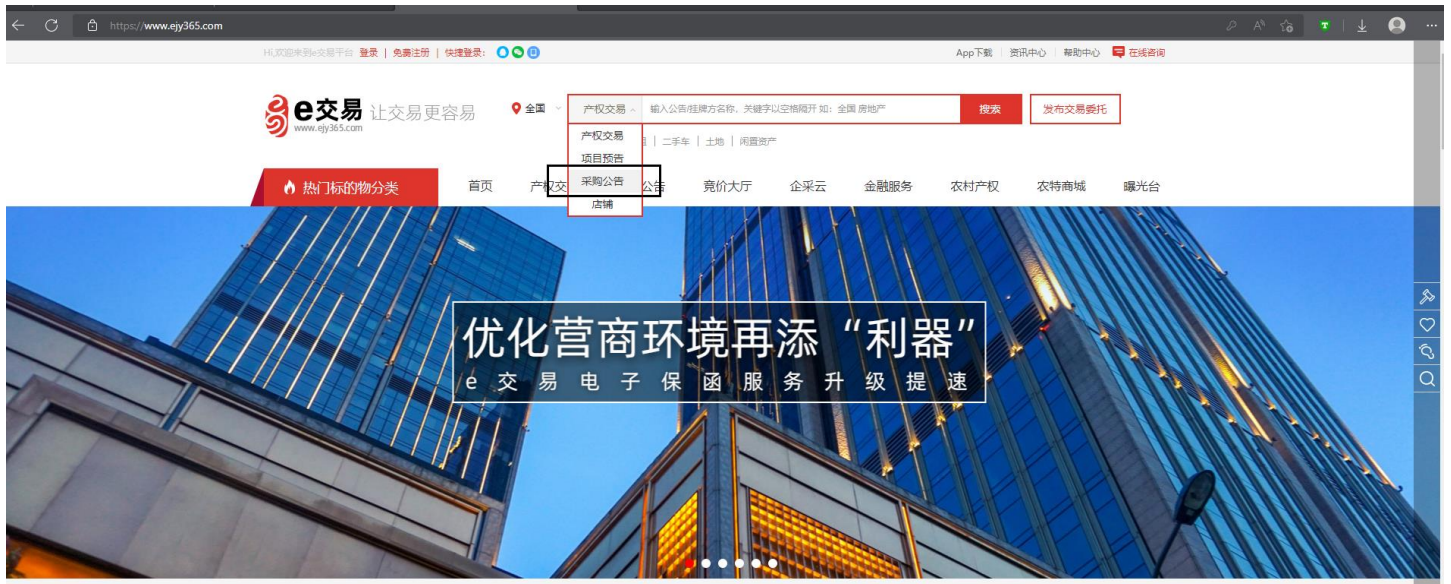 https://www.ejy365.com
Hi,欢迎来到e交易平台 登录 | 免费注册 | 快捷登录:
App下载 资讯中心 帮助中心 在线咨询
e交易 让交易更容易
www.ejy365.com
全国
产权交易
输入公告/挂牌方名称、关键字以空格隔开 如: 全国 房地产
搜索
发布交易委托
产权交易
项目预告
采购公告
店铺
| 二手车 | 土地 | 闲置资产
热门标的物分类
首页 产权交 公告 竞价大厅 企采云 金融服务 农村产权 农特商城 曝光台
优化营商环境再添“利器”
e交易电子保函服务升级提速